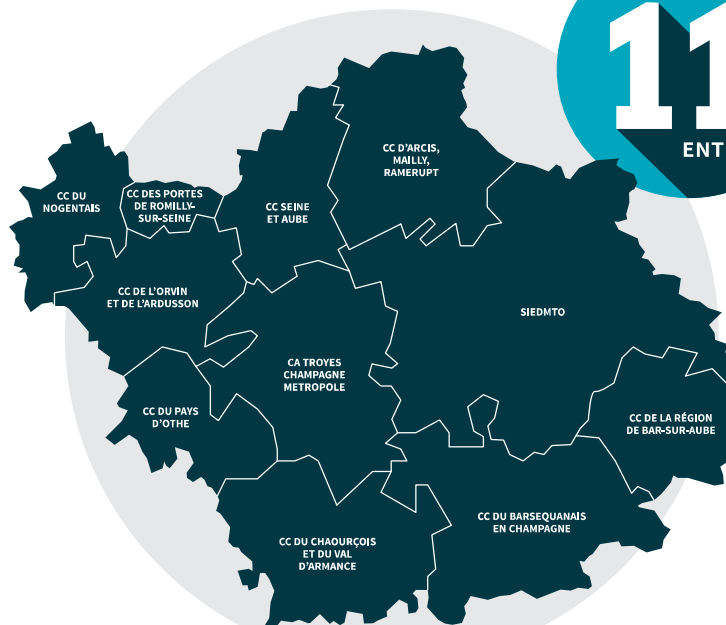 11
ENT
CC D'ARCIS,
MAILLY,
RAMERUPT
CC DU
NOGENTAIS
CC DES PORTES
DE ROMILLY-
SUR-SEINE
CC SEINE
ET AUBE
CC DE L'ORVIN
ET DE L'ARDUSSON
SIEDMTO
CA TROYES
CHAMPAGNE
METROPOLE
CC DU PAYS
D'OTHE
CC DE LA RÉGION
DE BAR-SUR-AUBE
CC DU BARSEQUANAIS
EN CHAMPAGNE
CC DU CHAOURÇOIS
ET DU VAL
D'ARMANCE